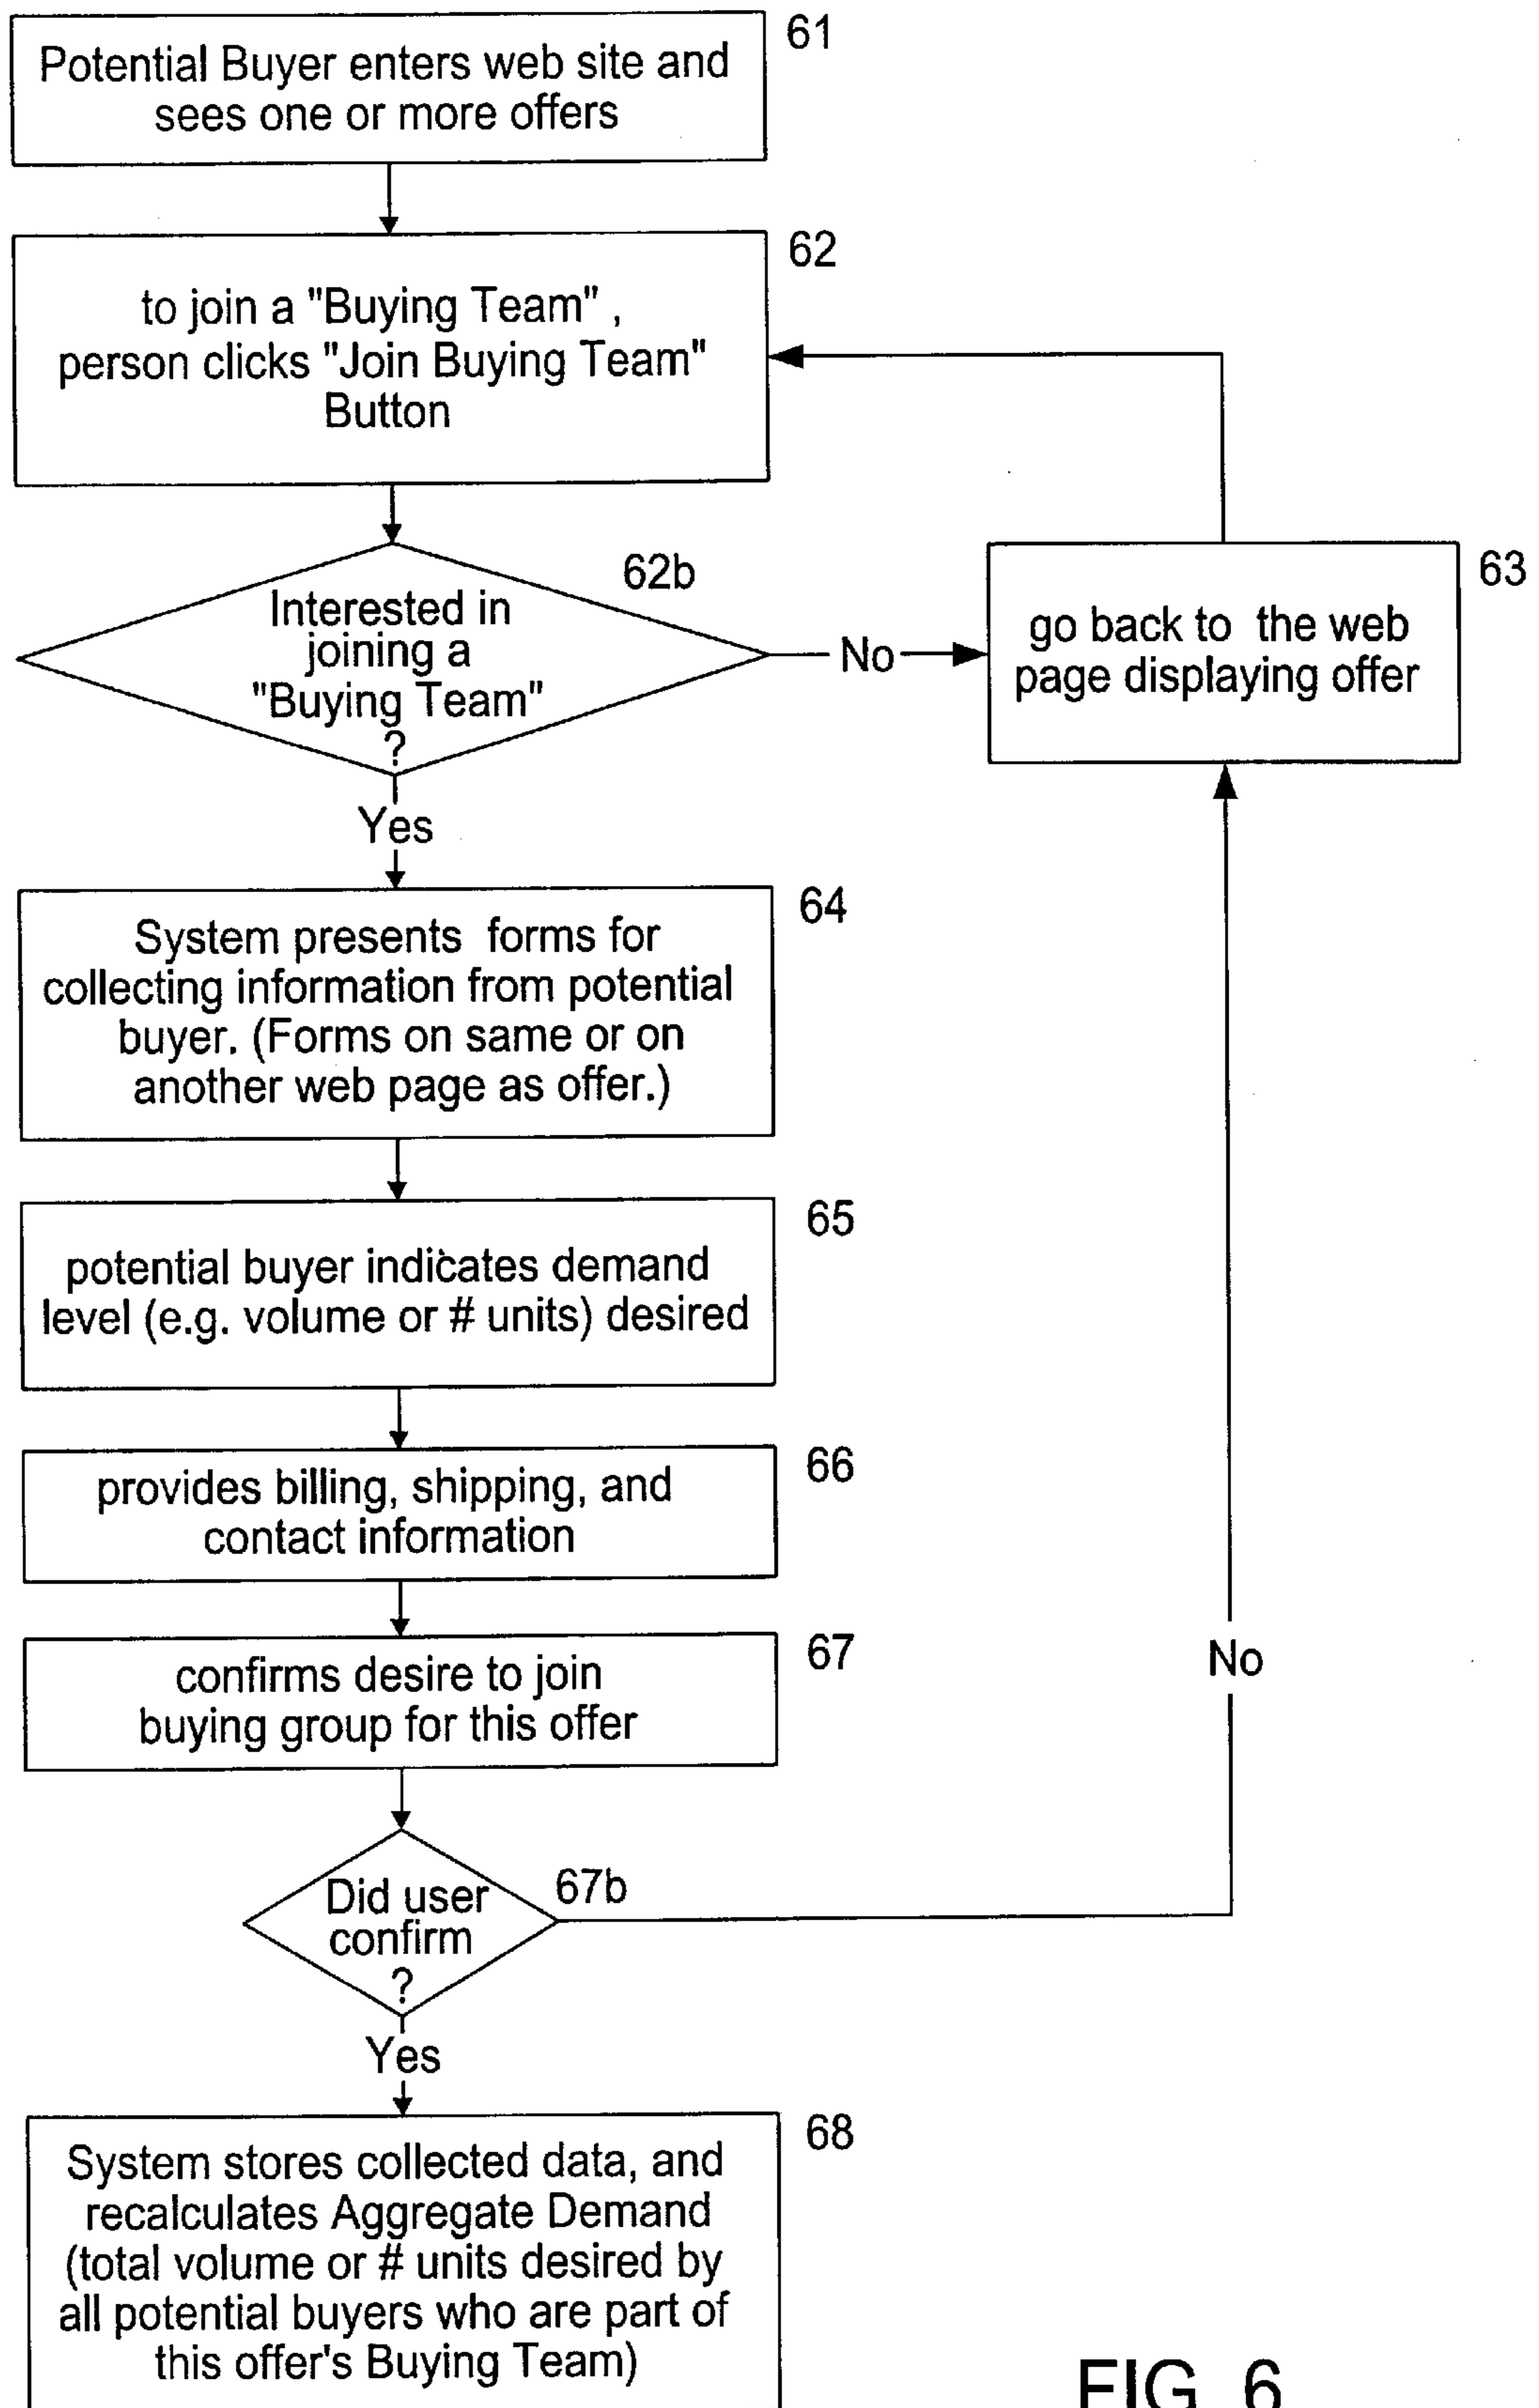 61
Potential Buyer enters web site and
sees one or more offers
62
to join a "Buying Team" ,
person clicks "Join Buying Team"
Button
62b
Interested in
joining a
"Buying Team"
?
No
63
go back to the web
page displaying offer
Yes
64
System presents forms for
collecting information from potential
buyer. (Forms on same or on
another web page as offer.)
65
potential buyer indicates demand
level (e.g. volume or # units) desired
66
provides billing, shipping, and
contact information
67
confirms desire to join
buying group for this offer
No
67b
Did user
confirm
?
Yes
68
System stores collected data, and
recalculates Aggregate Demand
(total volume or # units desired by
all potential buyers who are part of
this offer's Buying Team)
FIG. 6